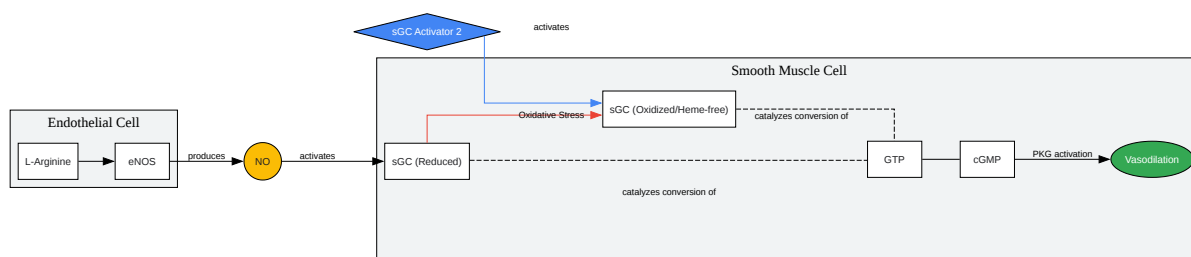 sGC Activator 2
activates
Smooth Muscle Cell
Endothelial Cell
sGC (Oxidized/Heme-free)
Oxidative Stress
catalyzes conversion of
L-Arginine
eNOS
produces
NO
activates
sGC (Reduced)
GTP
cGMP
PKG activation
Vasodilation
catalyzes conversion of